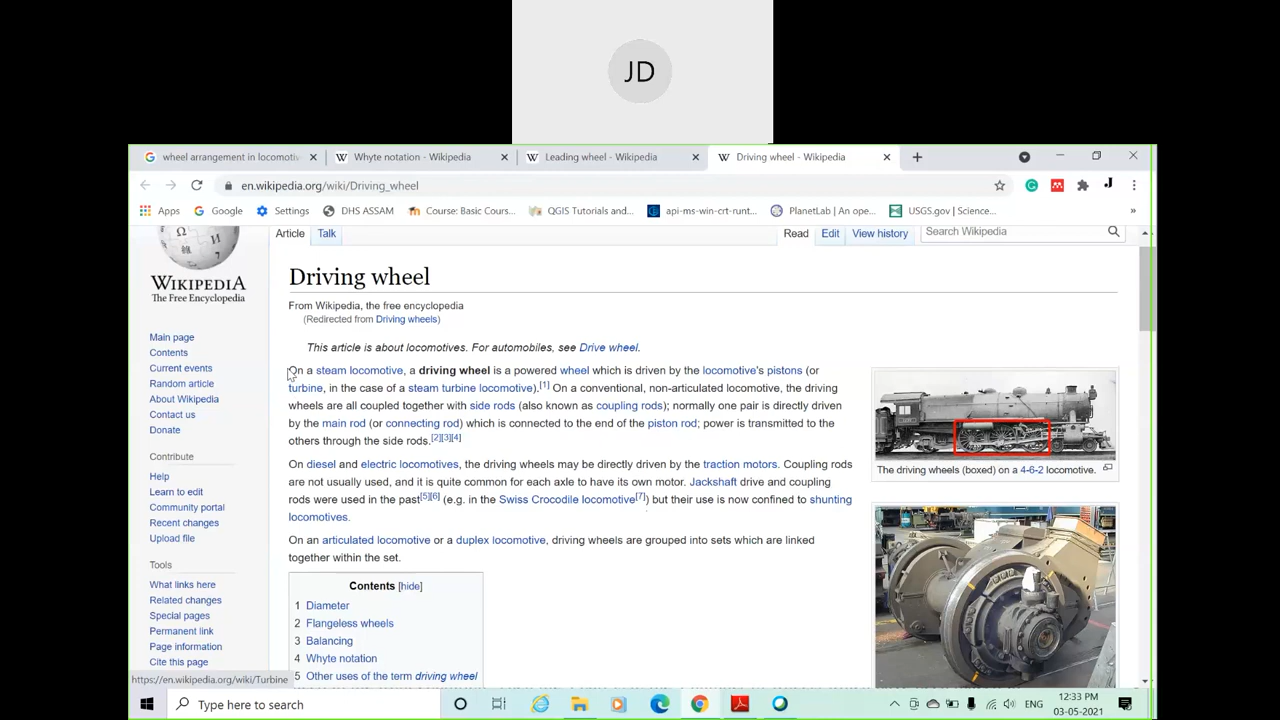 JD
wheel arrangement in locomotiv
Whyte notation - Wikipedia
Leading wheel - Wikipedia
Driving wheel - Wikipedia
en.wikipedia.org/wiki/Driving_wheel
Apps Google Settings DHS ASSAM Course: Basic Cours... QGIS Tutorials and... api-ms-win-crt-runt... PlanetLab | An ope... USGS.gov | Science... »
Article Talk Read Edit View history Search Wikipedia
WIKIPEDIA
The Free Encyclopedia
Main page
Contents
Current events
Random article
About Wikipedia
Contact us
Donate
Contribute
Help
Learn to edit
Community portal
Recent changes
Upload file
Tools
What links here
Related changes
Special pages
Permanent link
Page information
Cite this page
Driving wheel
From Wikipedia, the free encyclopedia
(Redirected from Driving wheels)
This article is about locomotives. For automobiles, see Drive wheel.
On a steam locomotive, a driving wheel is a powered wheel which is driven by the locomotive's pistons (or
turbine, in the case of a steam turbine locomotive).[1] On a conventional, non-articulated locomotive, the driving
wheels are all coupled together with side rods (also known as coupling rods); normally one pair is directly driven
by the main rod (or connecting rod) which is connected to the end of the piston rod; power is transmitted to the
others through the side rods.[2][3][4]
On diesel and electric locomotives, the driving wheels may be directly driven by the traction motors. Coupling rods
are not usually used, and it is quite common for each axle to have its own motor. Jackshaft drive and coupling
rods were used in the past[5][6] (e.g. in the Swiss Crocodile locomotive[7]) but their use is now confined to shunting
locomotives.
On an articulated locomotive or a duplex locomotive, driving wheels are grouped into sets which are linked
together within the set.
Contents [hide]
1 Diameter
2 Flangeless wheels
3 Balancing
4 Whyte notation
5 Other uses of the term driving wheel
The driving wheels (boxed) on a 4-6-2 locomotive.
https://en.wikipedia.org/wiki/Turbine
Type here to search
ENG
12:33 PM
03-05-2021